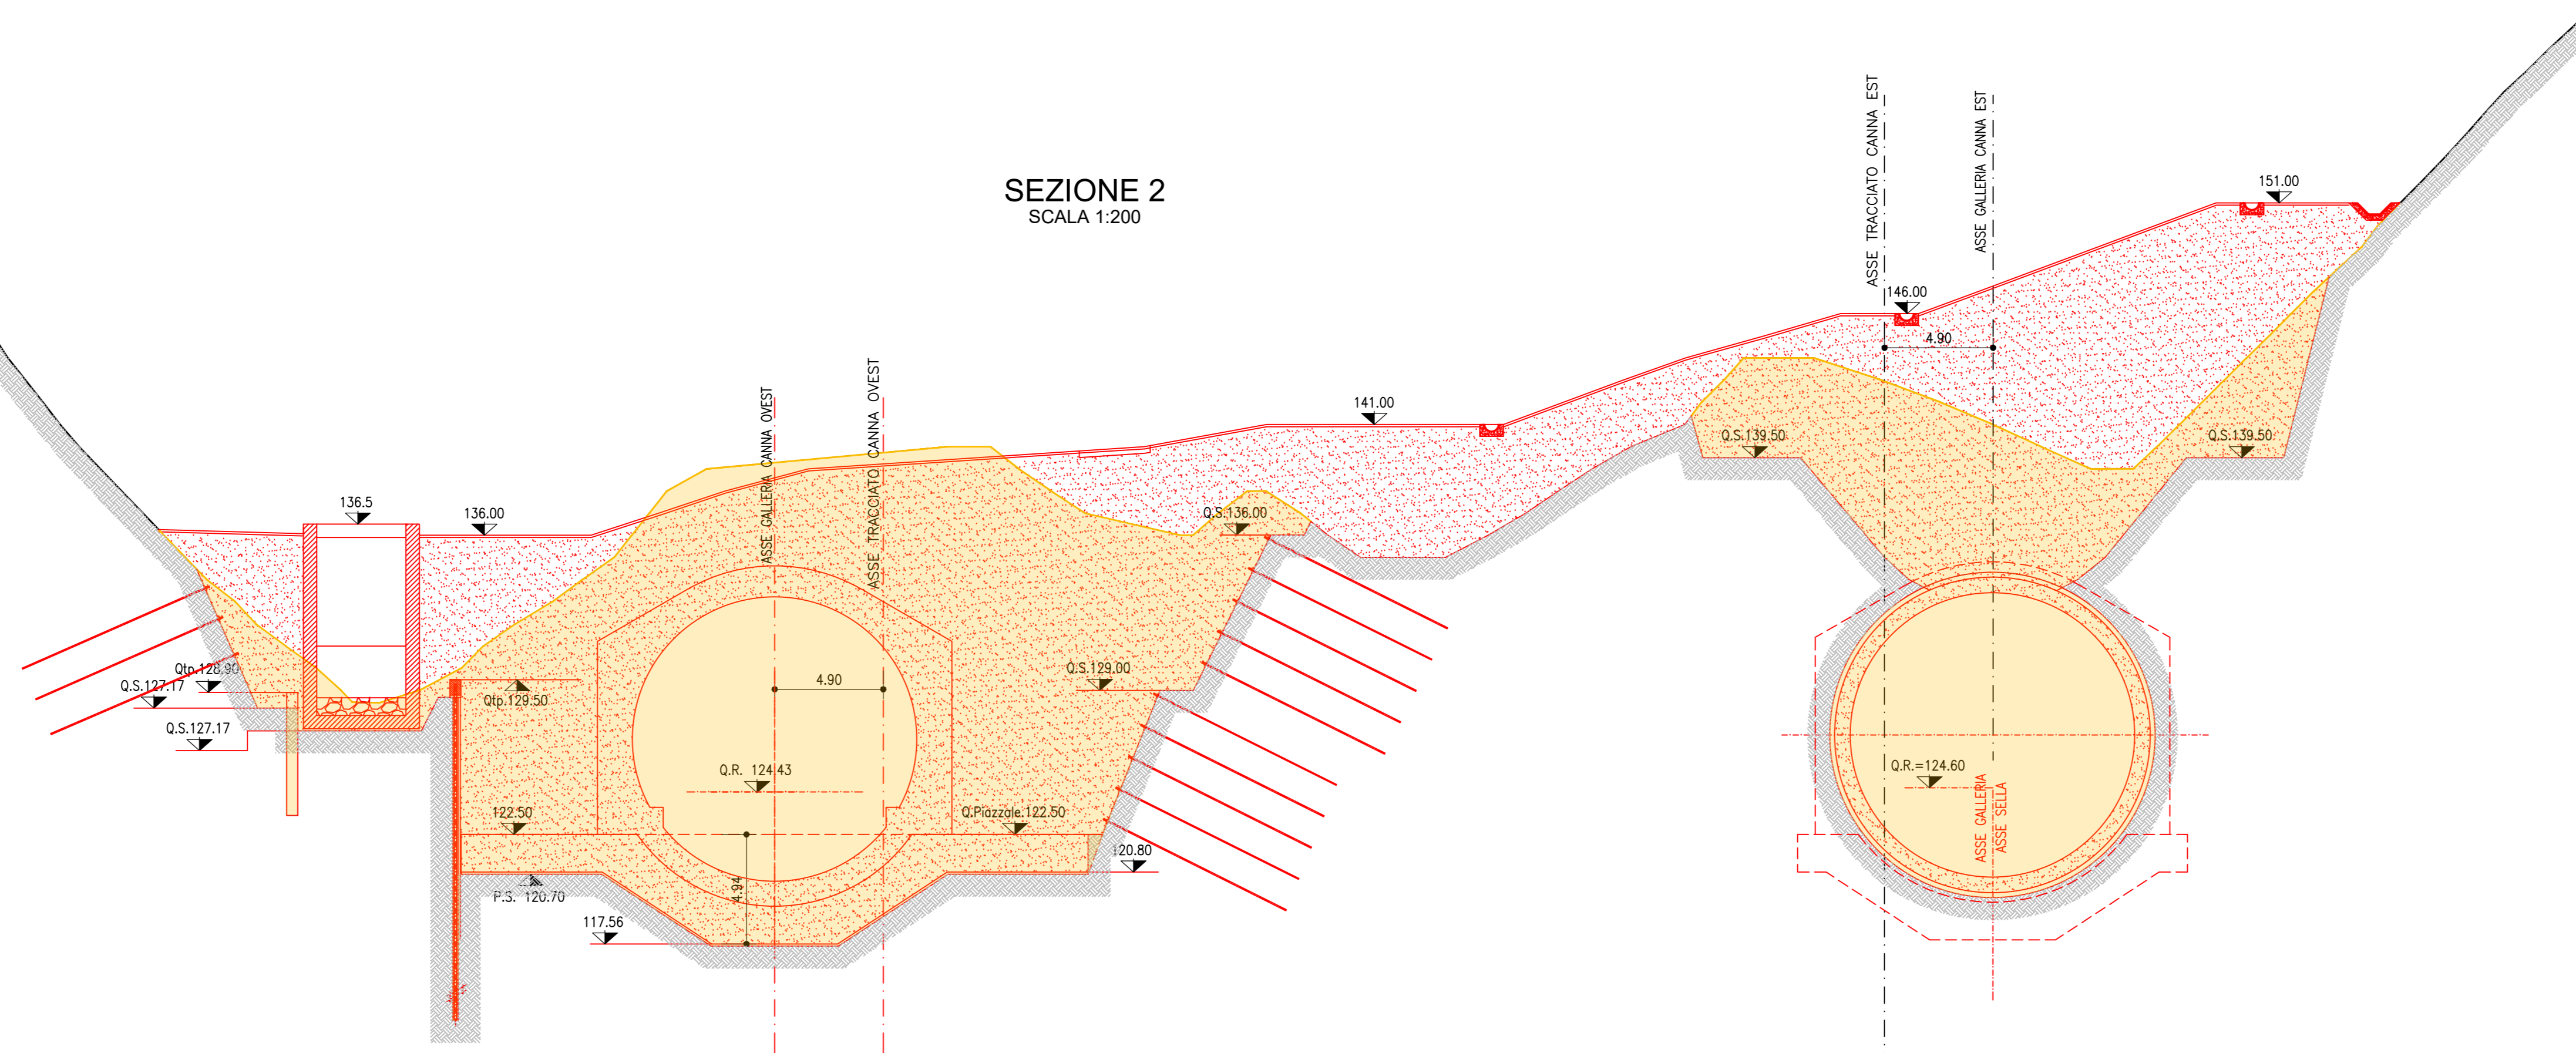 SEZIONE 2
SCALA 1:200
ASSE TRACCIATO CANNA EST
ASSE GALLERIA CANNA EST
151.00
146.00
4.90
141.00
Q.S.139.50
Q.S.139.50
ASSE GALLERIA CANNA OVEST
ASSE TRACCIATO CANNA OVEST
136.5
136.00
Q.S.136.00
Qtp.128.90
Q.S.127.17
Q.S.127.17
Qtp.129.50
4.90
Q.S.129.00
Q.R. 124.43
Q.R.=124.60
ASSE GALLERIA
ASSE SELLA
122.50
Q.Piazzale.122.50
120.80
4.94
P.S. 120.70
117.56